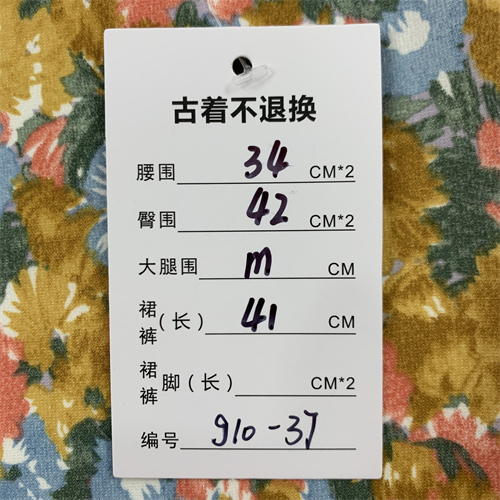 古着不退换
腰围 34 CM*2
臀围 42 CM*2
大腿围 m CM
裙裤(长) 41 CM
裙裤脚(长) CM*2
编号 910-37